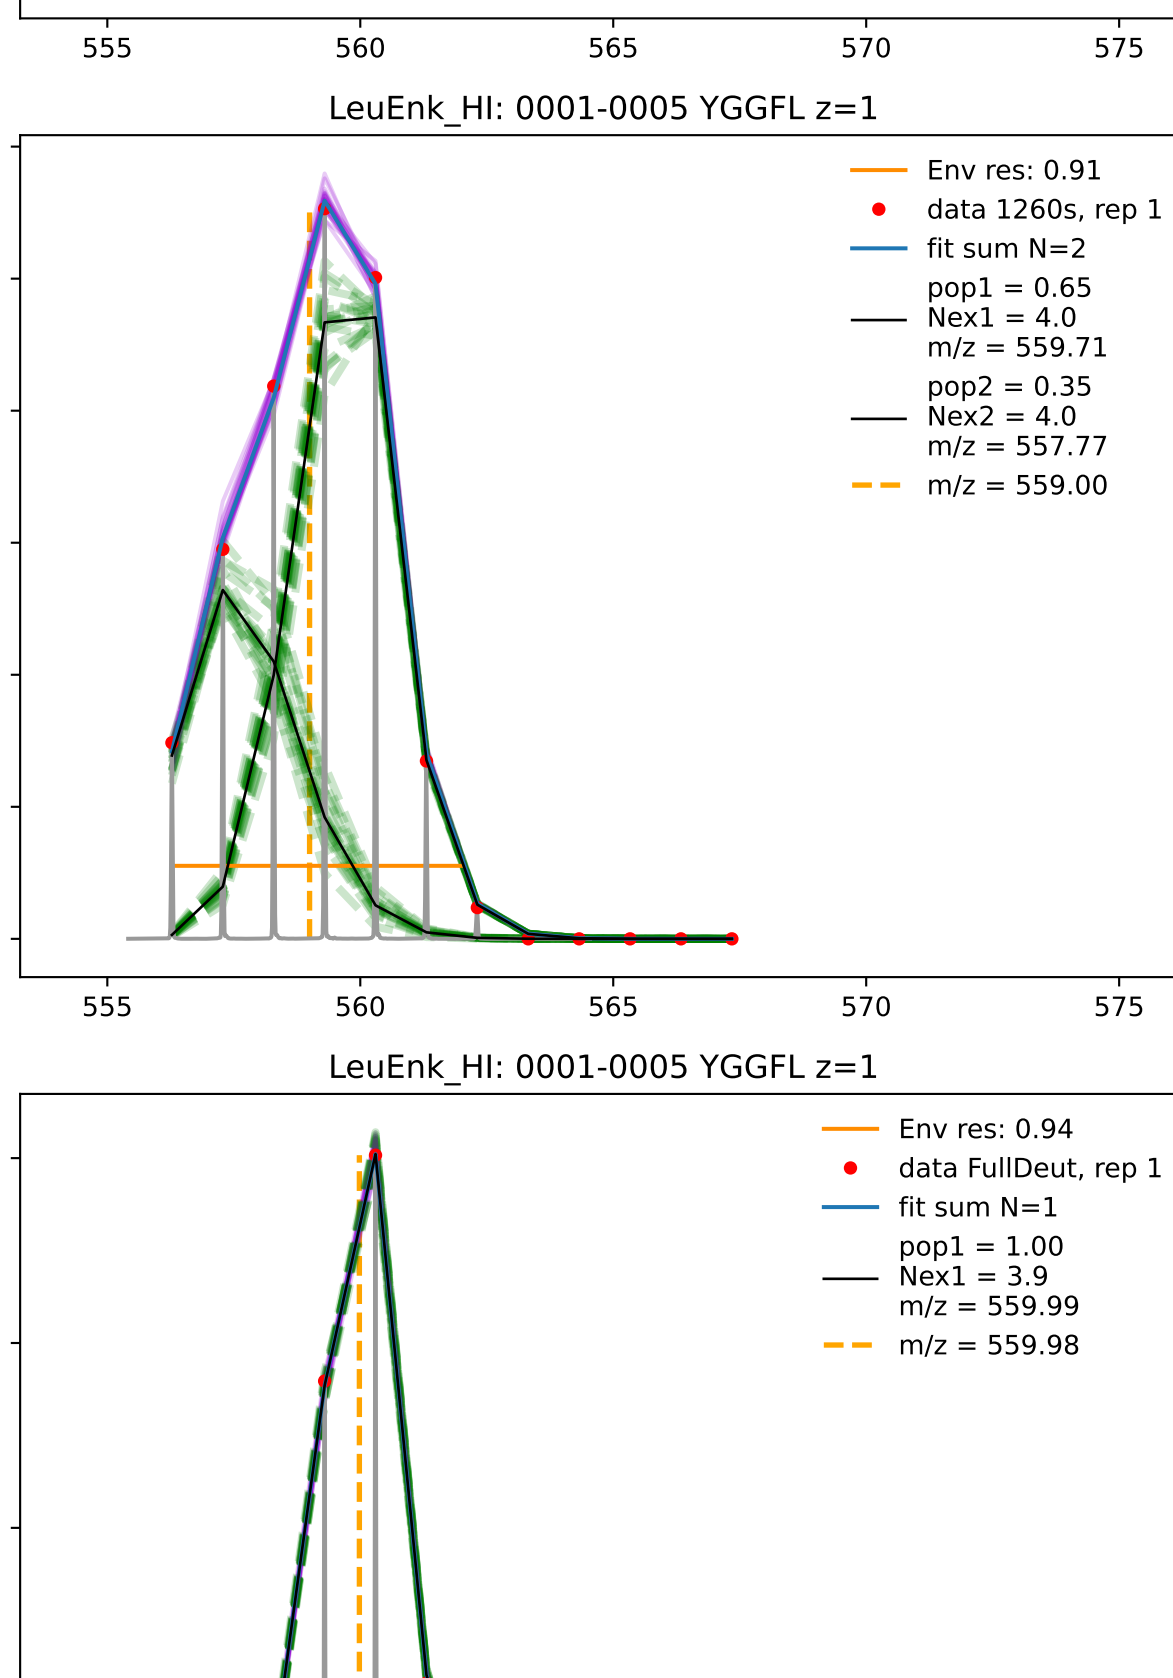 555 560 565 570 575
LeuEnk_HI: 0001-0005 YGGFL z=1
Env res: 0.91
data 1260s, rep 1
fit sum N=2
pop1 = 0.65
Nex1 = 4.0
m/z = 559.71
pop2 = 0.35
Nex2 = 4.0
m/z = 557.77
m/z = 559.00
555 560 565 570 575
LeuEnk_HI: 0001-0005 YGGFL z=1
Env res: 0.94
data FullDeut, rep 1
fit sum N=1
pop1 = 1.00
Nex1 = 3.9
m/z = 559.99
m/z = 559.98